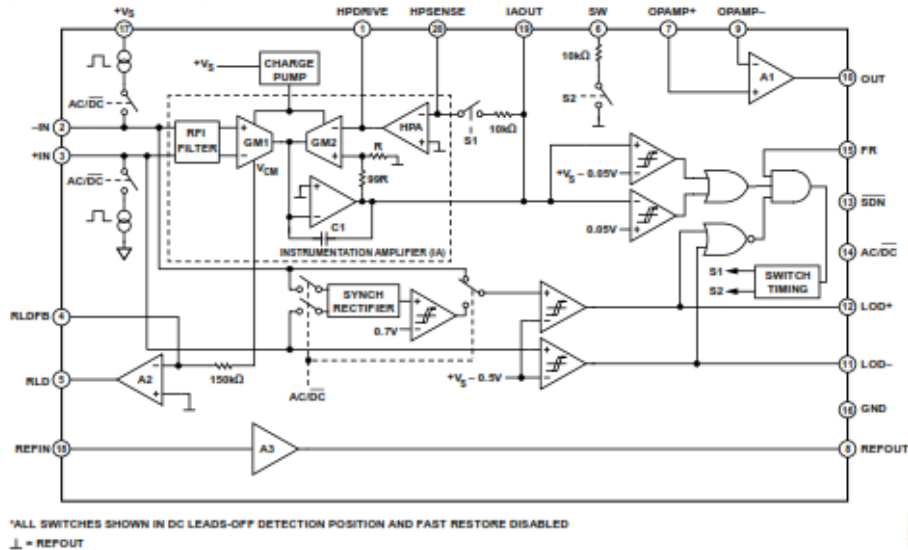 +VS HPDRIVE HPSENSE IAOUT SW OPAMP+ OPAMP–
17 1 20 19 6 7 9
+VS
CHARGE
PUMP
10kΩ
A1
10 OUT
AC/DC
S2
–IN 2
RFI
FILTER
GM1
GM2
HPA
S1
10kΩ
+IN 3
VCM
R
15 FR
AC/DC
99R
+VS – 0.05V
13 SDN
C1
0.05V
INSTRUMENTATION AMPLIFIER (IA)
14 AC/DC
S1
S2
SWITCH
TIMING
SYNCH
RECTIFIER
0.7V
12 LOD+
RLDFB 4
A2
150kΩ
+VS – 0.5V
11 LOD–
RLD 5
AC/DC
16 GND
REFIN 18
A3
8 REFOUT
*ALL SWITCHES SHOWN IN DC LEADS-OFF DETECTION POSITION AND FAST RESTORE DISABLED
⊥ = REFOUT